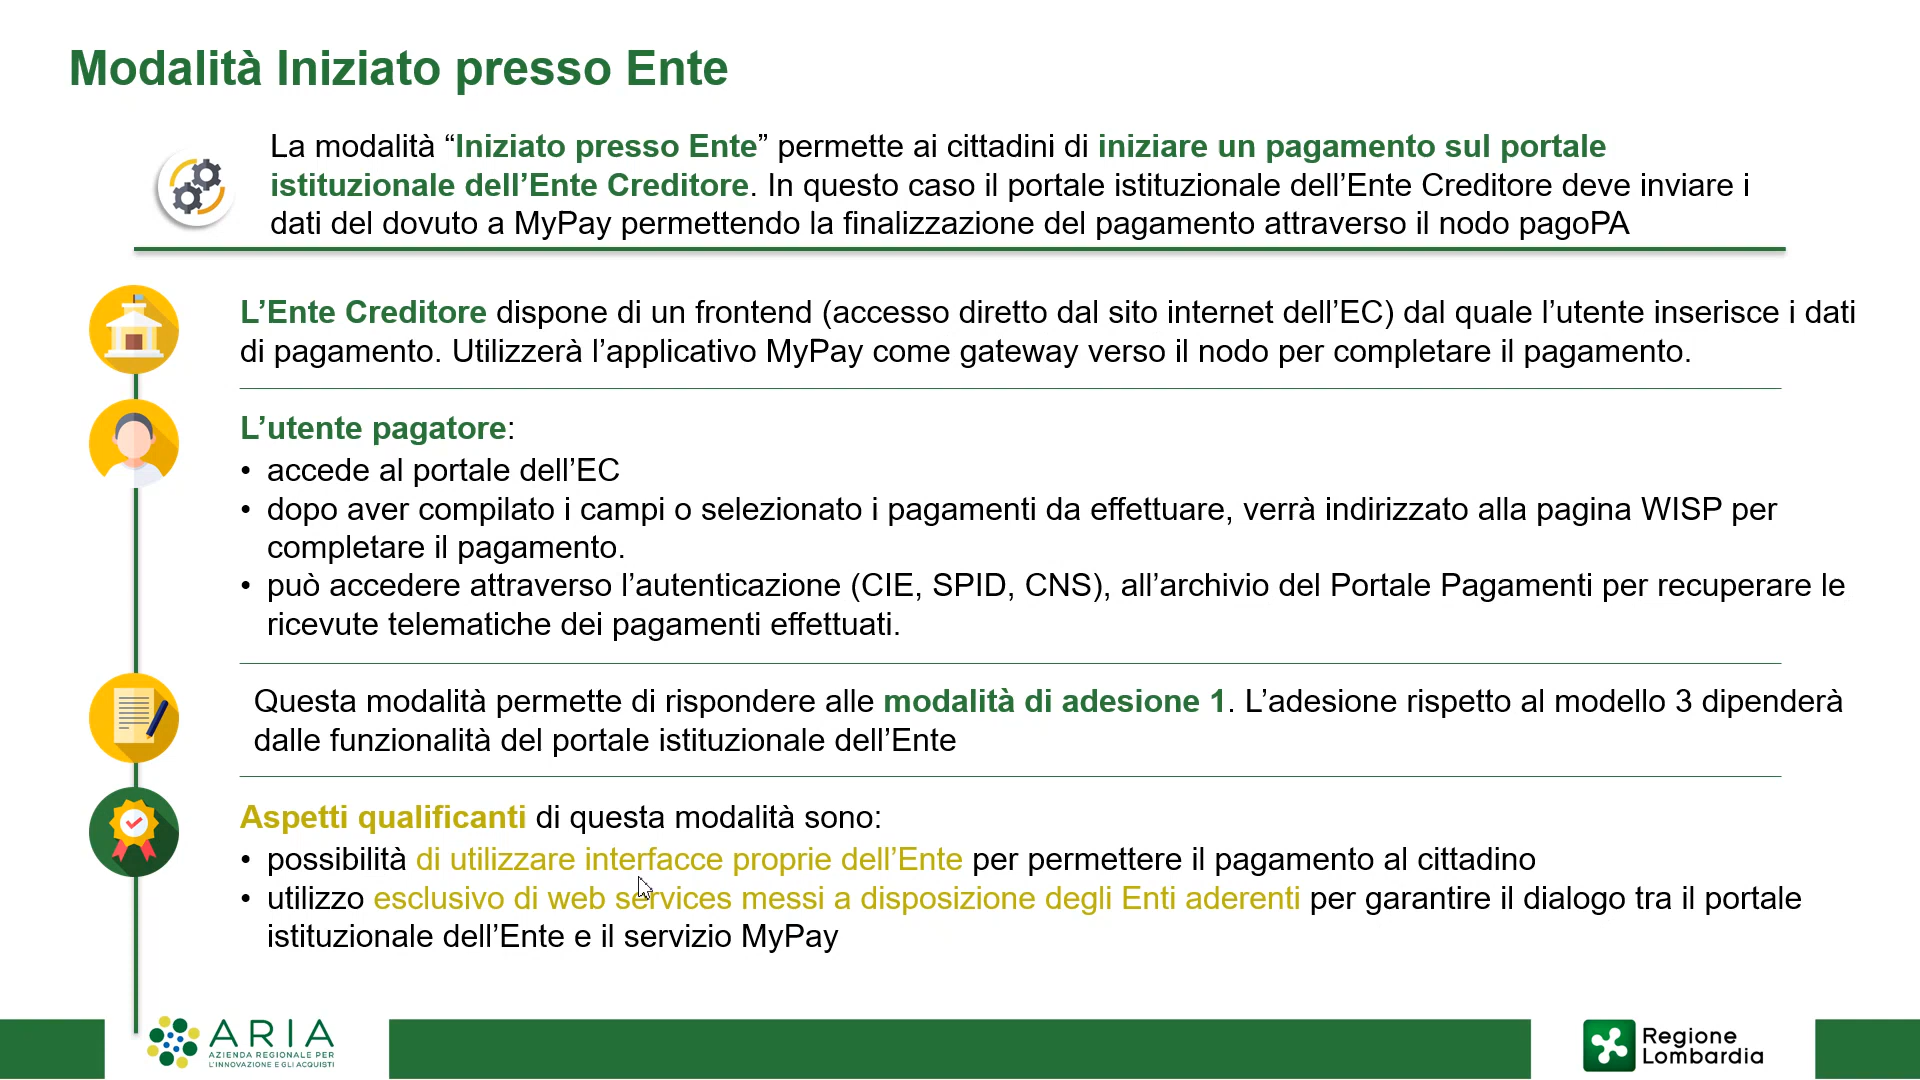 Modalità Iniziato presso Ente
La modalità “Iniziato presso Ente” permette ai cittadini di iniziare un pagamento sul portale
istituzionale dell’Ente Creditore. In questo caso il portale istituzionale dell’Ente Creditore deve inviare i
dati del dovuto a MyPay permettendo la finalizzazione del pagamento attraverso il nodo pagoPA
L’Ente Creditore dispone di un frontend (accesso diretto dal sito internet dell’EC) dal quale l’utente inserisce i dati
di pagamento. Utilizzerà l’applicativo MyPay come gateway verso il nodo per completare il pagamento.
L’utente pagatore:
• accede al portale dell’EC
• dopo aver compilato i campi o selezionato i pagamenti da effettuare, verrà indirizzato alla pagina WISP per
completare il pagamento.
• può accedere attraverso l’autenticazione (CIE, SPID, CNS), all’archivio del Portale Pagamenti per recuperare le
ricevute telematiche dei pagamenti effettuati.
Questa modalità permette di rispondere alle modalità di adesione 1. L’adesione rispetto al modello 3 dipenderà
dalle funzionalità del portale istituzionale dell’Ente
Aspetti qualificanti di questa modalità sono:
• possibilità di utilizzare interfacce proprie dell’Ente per permettere il pagamento al cittadino
• utilizzo esclusivo di web services messi a disposizione degli Enti aderenti per garantire il dialogo tra il portale
istituzionale dell’Ente e il servizio MyPay
ARIA
AZIENDA REGIONALE PER
L’INNOVAZIONE E GLI ACQUISTI
Regione
Lombardia